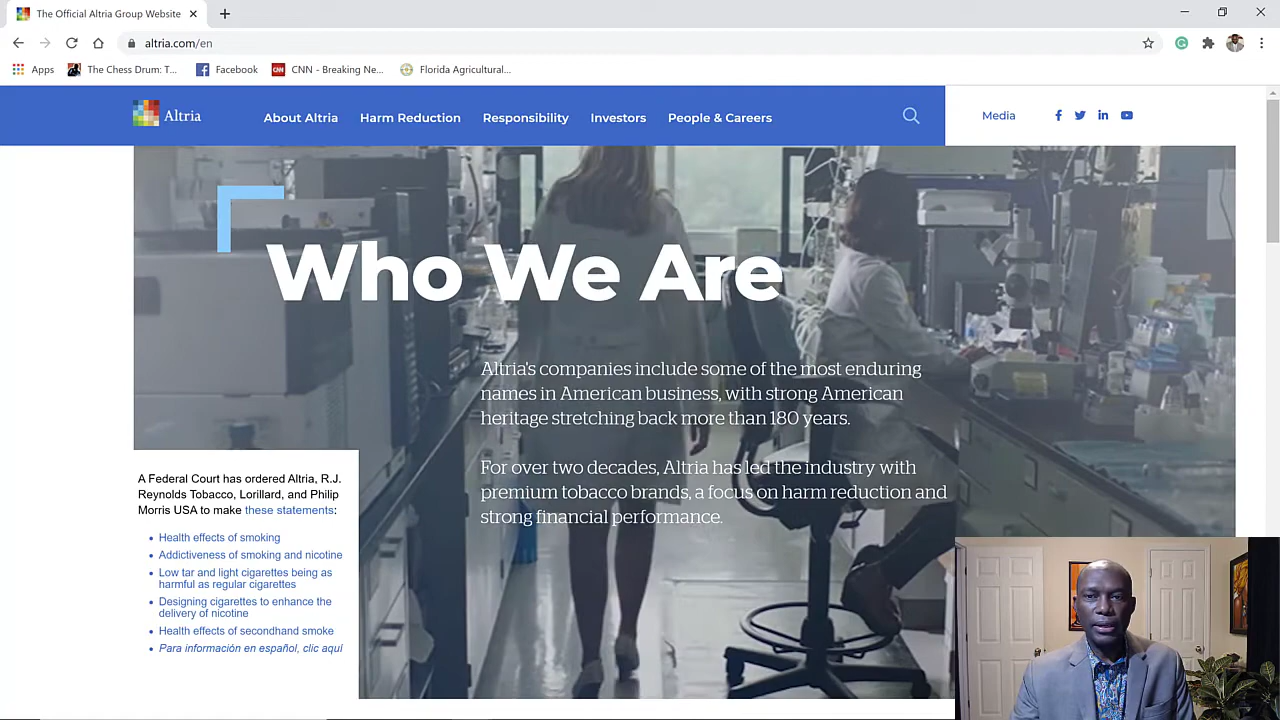 The Official Altria Group Website
altria.com/en
Apps
The Chess Drum: T...
Facebook
CNN - Breaking Ne...
Florida Agricultural...
Altria
About Altria
Harm Reduction
Responsibility
Investors
People & Careers
Media
Who We Are
Altria's companies include some of the most enduring
names in American business, with strong American
heritage stretching back more than 180 years.
For over two decades, Altria has led the industry with
premium tobacco brands, a focus on harm reduction and
strong financial performance.
A Federal Court has ordered Altria, R.J.
Reynolds Tobacco, Lorillard, and Philip
Morris USA to make these statements:
• Health effects of smoking
• Addictiveness of smoking and nicotine
• Low tar and light cigarettes being as
harmful as regular cigarettes
• Designing cigarettes to enhance the
delivery of nicotine
• Health effects of secondhand smoke
• Para información en español, clic aquí